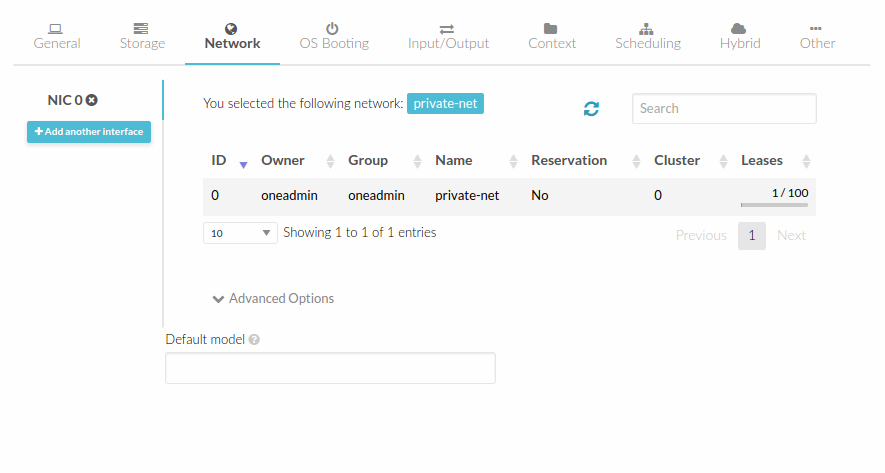 General Storage Network OS Booting Input/Output Context Scheduling Hybrid Other
NIC 0
Add another interface
You selected the following network: private-net
Search
ID Owner Group Name Reservation Cluster Leases
0 oneadmin oneadmin private-net No 0 1 / 100
10 Showing 1 to 1 of 1 entries
Previous 1 Next
Advanced Options
Default model